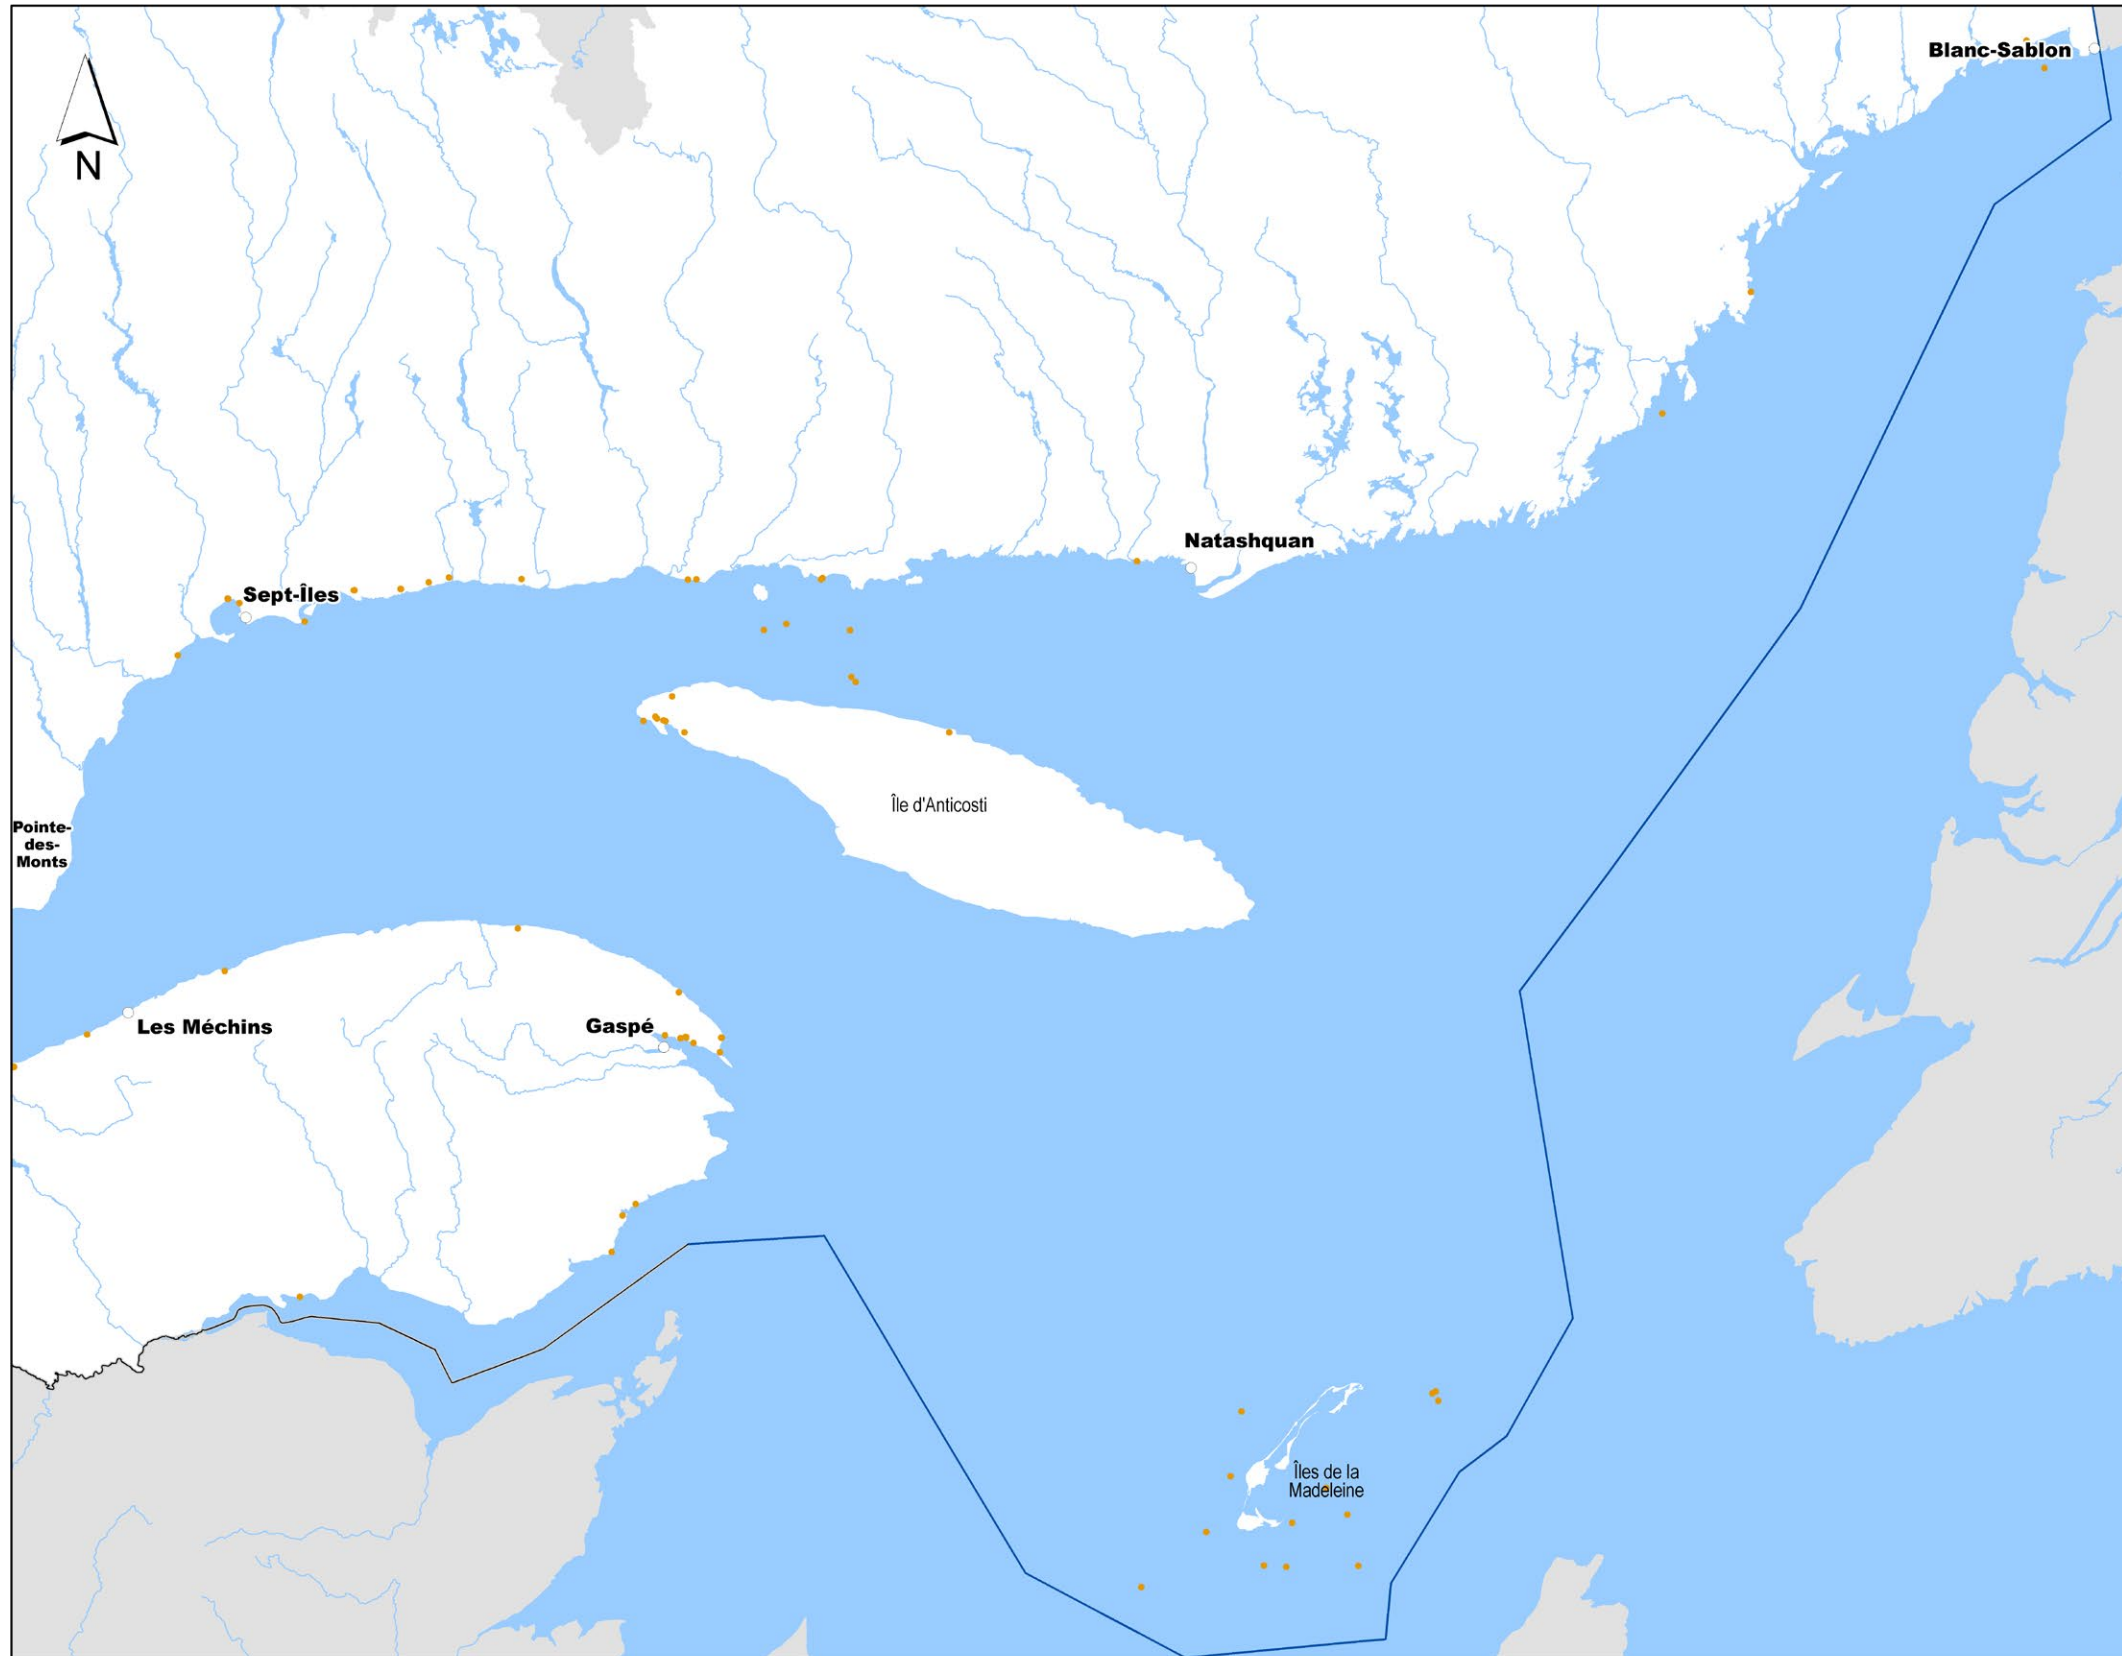 Blanc-Sablon
N
Natashquan
Sept-Îles
Île d'Anticosti
Pointe-
des-
Monts
Les Méchins
Gaspé
Îles de la
Madeleine